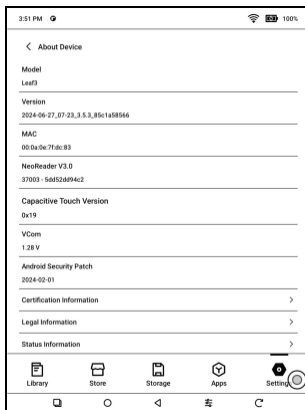 3:51 PM
100%
About Device
Model
Leaf3
Version
2024-06-27_07-23_3.5.3_85c1a58566
MAC
00:0a:0e:7f:dc:83
NeoReader V3.0
37003 - 5dd52dd94c2
Capacitive Touch Version
0x19
VCom
1.28 V
Android Security Patch
2024-02-01
Certification Information
Legal Information
Status Information
Library Store Storage Apps Setting